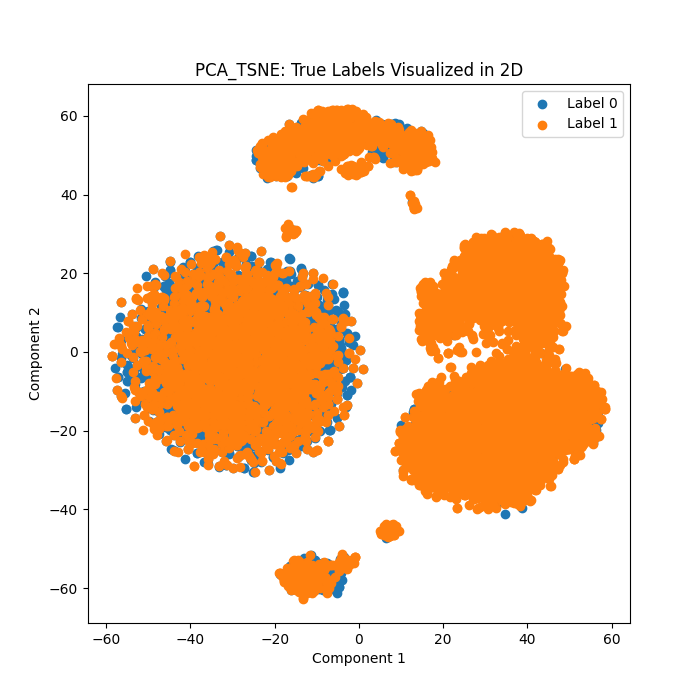 PCA_TSNE: True Labels Visualized in 2D
Label 0
Label 1
60
40
20
0
−20
−40
−60
Component 2
−60
−40
−20
0
20
40
60
Component 1